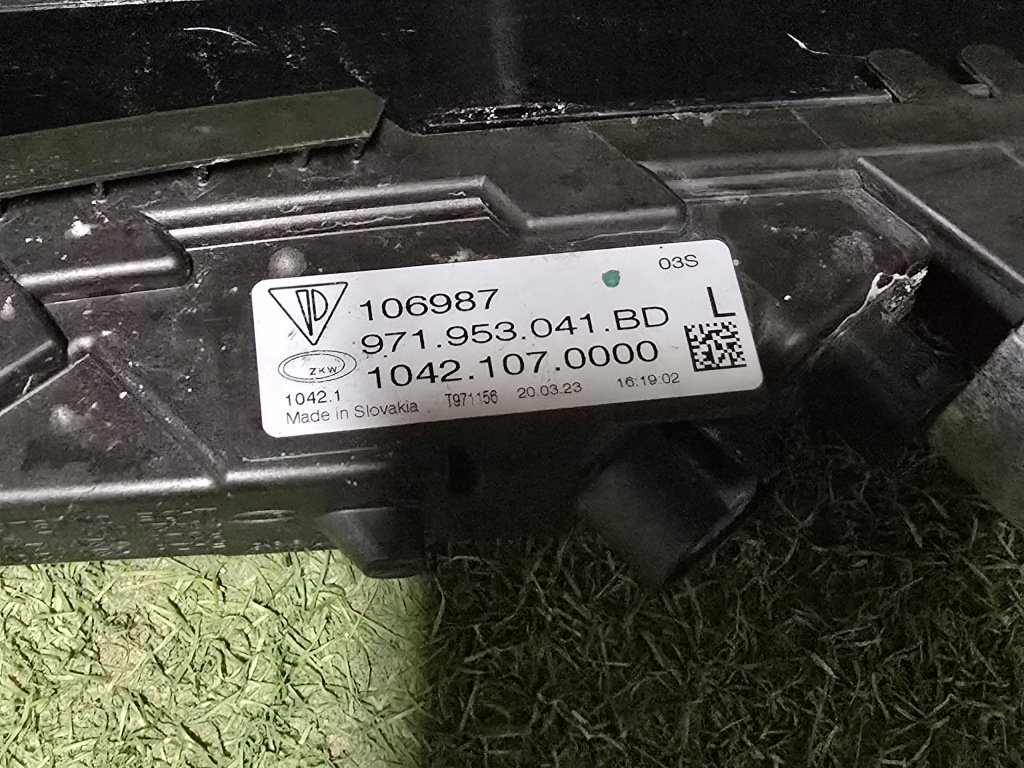 03S
106987
L
971.953.041.BD
ZKW
1042.107.0000
1042.1
Made in Slovakia T971156 20.03.23 16:19:02